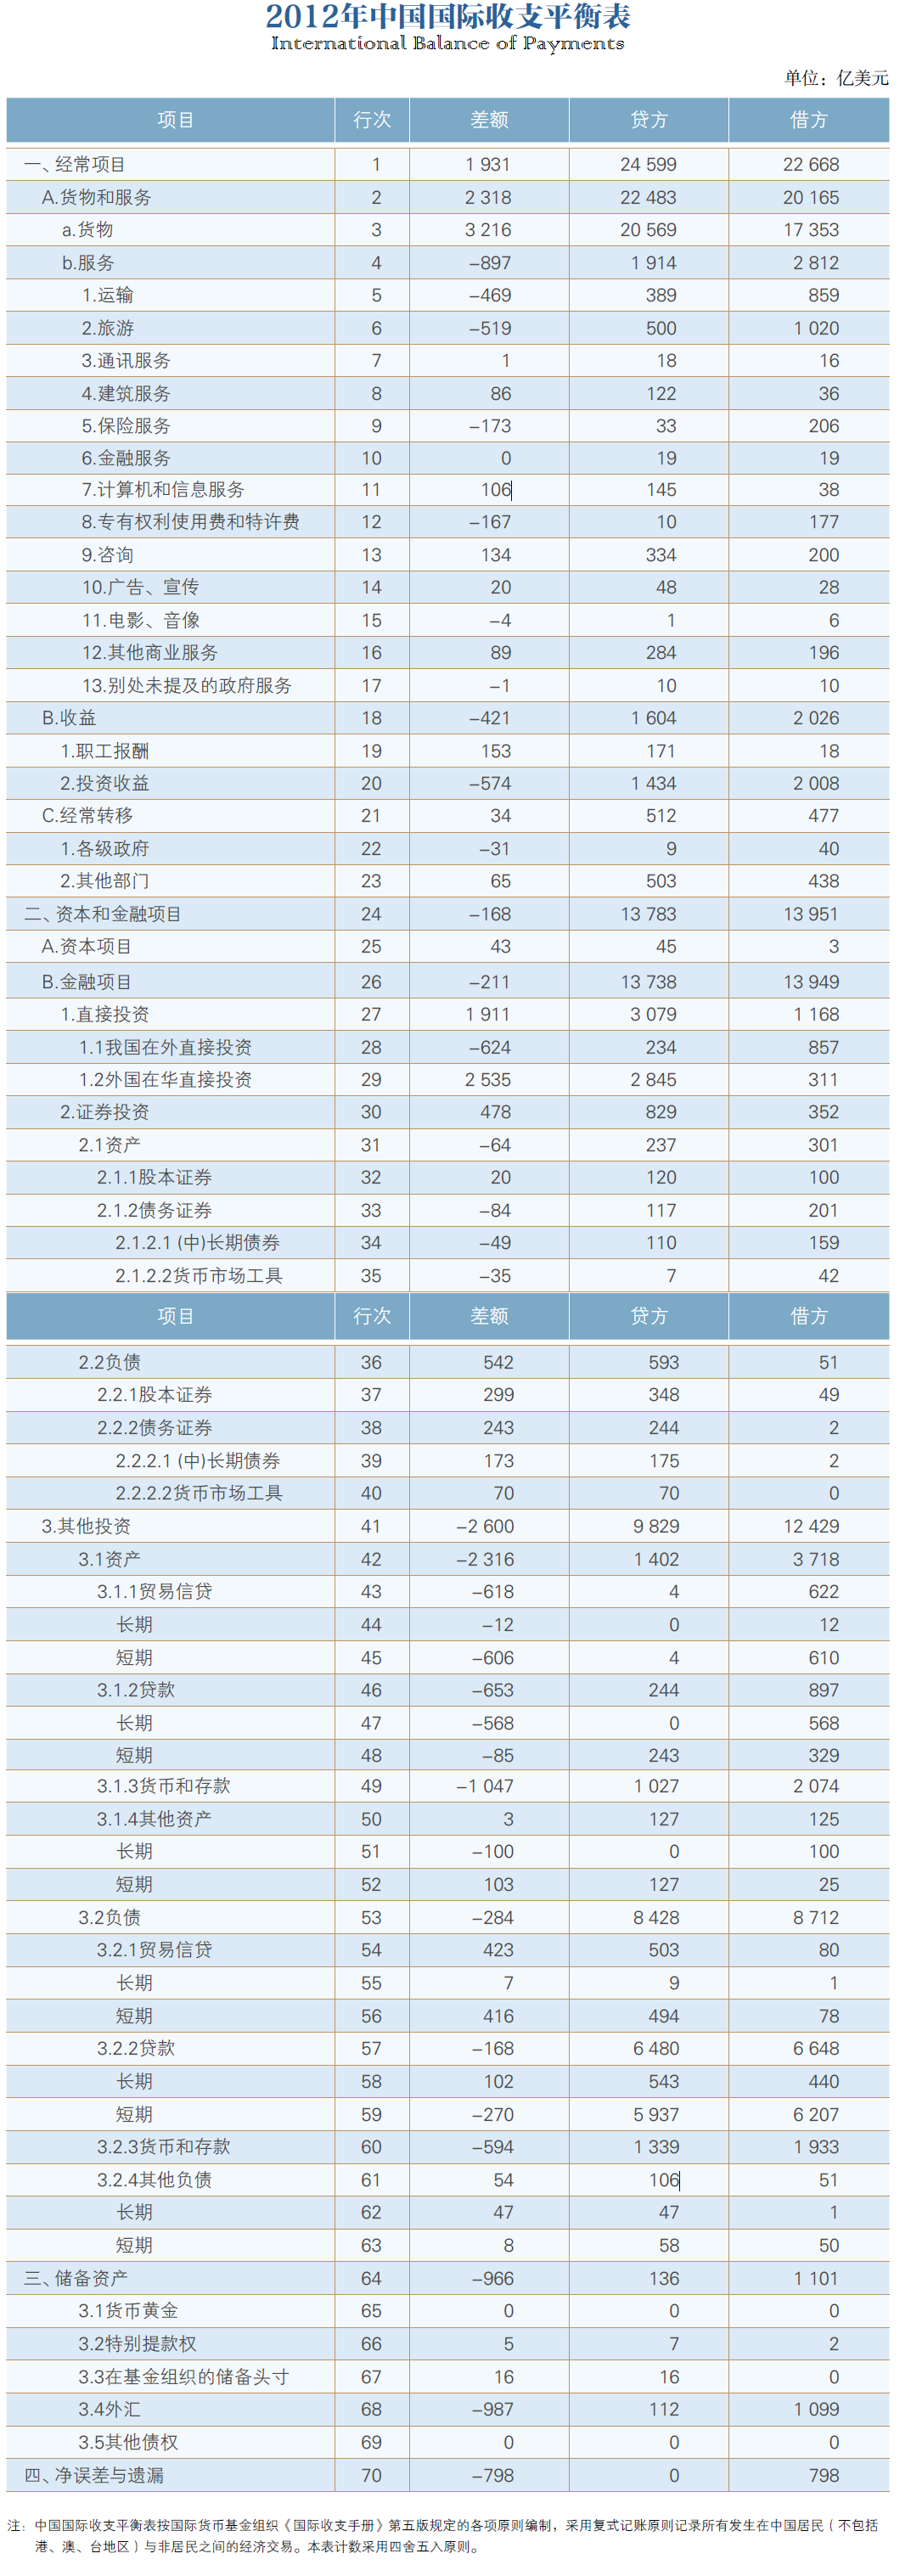 2012年中国国际收支平衡表
International Balance of Payments
单位：亿美元
项目 行次 差额 贷方 借方
一、经常项目 1 1 931 24 599 22 668
A.货物和服务 2 2 318 22 483 20 165
a.货物 3 3 216 20 569 17 353
b.服务 4 –897 1 914 2 812
1.运输 5 –469 389 859
2.旅游 6 –519 500 1 020
3.通讯服务 7 1 18 16
4.建筑服务 8 86 122 36
5.保险服务 9 –173 33 206
6.金融服务 10 0 19 19
7.计算机和信息服务 11 106 145 38
8.专有权利使用费和特许费 12 –167 10 177
9.咨询 13 134 334 200
10.广告、宣传 14 20 48 28
11.电影、音像 15 –4 1 6
12.其他商业服务 16 89 284 196
13.别处未提及的政府服务 17 –1 10 10
B.收益 18 –421 1 604 2 026
1.职工报酬 19 153 171 18
2.投资收益 20 –574 1 434 2 008
C.经常转移 21 34 512 477
1.各级政府 22 –31 9 40
2.其他部门 23 65 503 438
二、资本和金融项目 24 –168 13 783 13 951
A.资本项目 25 43 45 3
B.金融项目 26 –211 13 738 13 949
1.直接投资 27 1 911 3 079 1 168
1.1我国在外直接投资 28 –624 234 857
1.2外国在华直接投资 29 2 535 2 845 311
2.证券投资 30 478 829 352
2.1资产 31 –64 237 301
2.1.1股本证券 32 20 120 100
2.1.2债务证券 33 –84 117 201
2.1.2.1 (中)长期债券 34 –49 110 159
2.1.2.2货币市场工具 35 –35 7 42
项目 行次 差额 贷方 借方
2.2负债 36 542 593 51
2.2.1股本证券 37 299 348 49
2.2.2债务证券 38 243 244 2
2.2.2.1 (中)长期债券 39 173 175 2
2.2.2.2货币市场工具 40 70 70 0
3.其他投资 41 –2 600 9 829 12 429
3.1资产 42 –2 316 1 402 3 718
3.1.1贸易信贷 43 –618 4 622
长期 44 –12 0 12
短期 45 –606 4 610
3.1.2贷款 46 –653 244 897
长期 47 –568 0 568
短期 48 –85 243 329
3.1.3货币和存款 49 –1 047 1 027 2 074
3.1.4其他资产 50 3 127 125
长期 51 –100 0 100
短期 52 103 127 25
3.2负债 53 –284 8 428 8 712
3.2.1贸易信贷 54 423 503 80
长期 55 7 9 1
短期 56 416 494 78
3.2.2贷款 57 –168 6 480 6 648
长期 58 102 543 440
短期 59 –270 5 937 6 207
3.2.3货币和存款 60 –594 1 339 1 933
3.2.4其他负债 61 54 106 51
长期 62 47 47 1
短期 63 8 58 50
三、储备资产 64 –966 136 1 101
3.1货币黄金 65 0 0 0
3.2特别提款权 66 5 7 2
3.3在基金组织的储备头寸 67 16 16 0
3.4外汇 68 –987 112 1 099
3.5其他债权 69 0 0 0
四、净误差与遗漏 70 –798 0 798
注：中国国际收支平衡表按国际货币基金组织《国际收支手册》第五版规定的各项原则编制，采用复式记账原则记录所有发生在中国居民（不包括
港、澳、台地区）与非居民之间的经济交易。本表计数采用四舍五入原则。